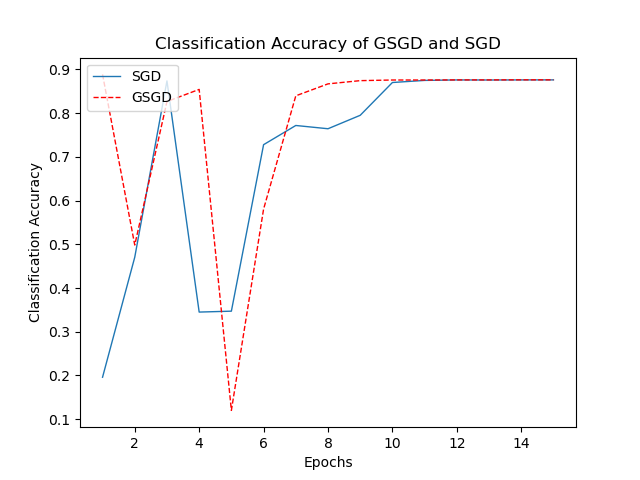 Classification Accuracy of GSGD and SGD
SGD
GSGD
Classification Accuracy
0.9
0.8
0.7
0.6
0.5
0.4
0.3
0.2
0.1
2 4 6 8 10 12 14
Epochs